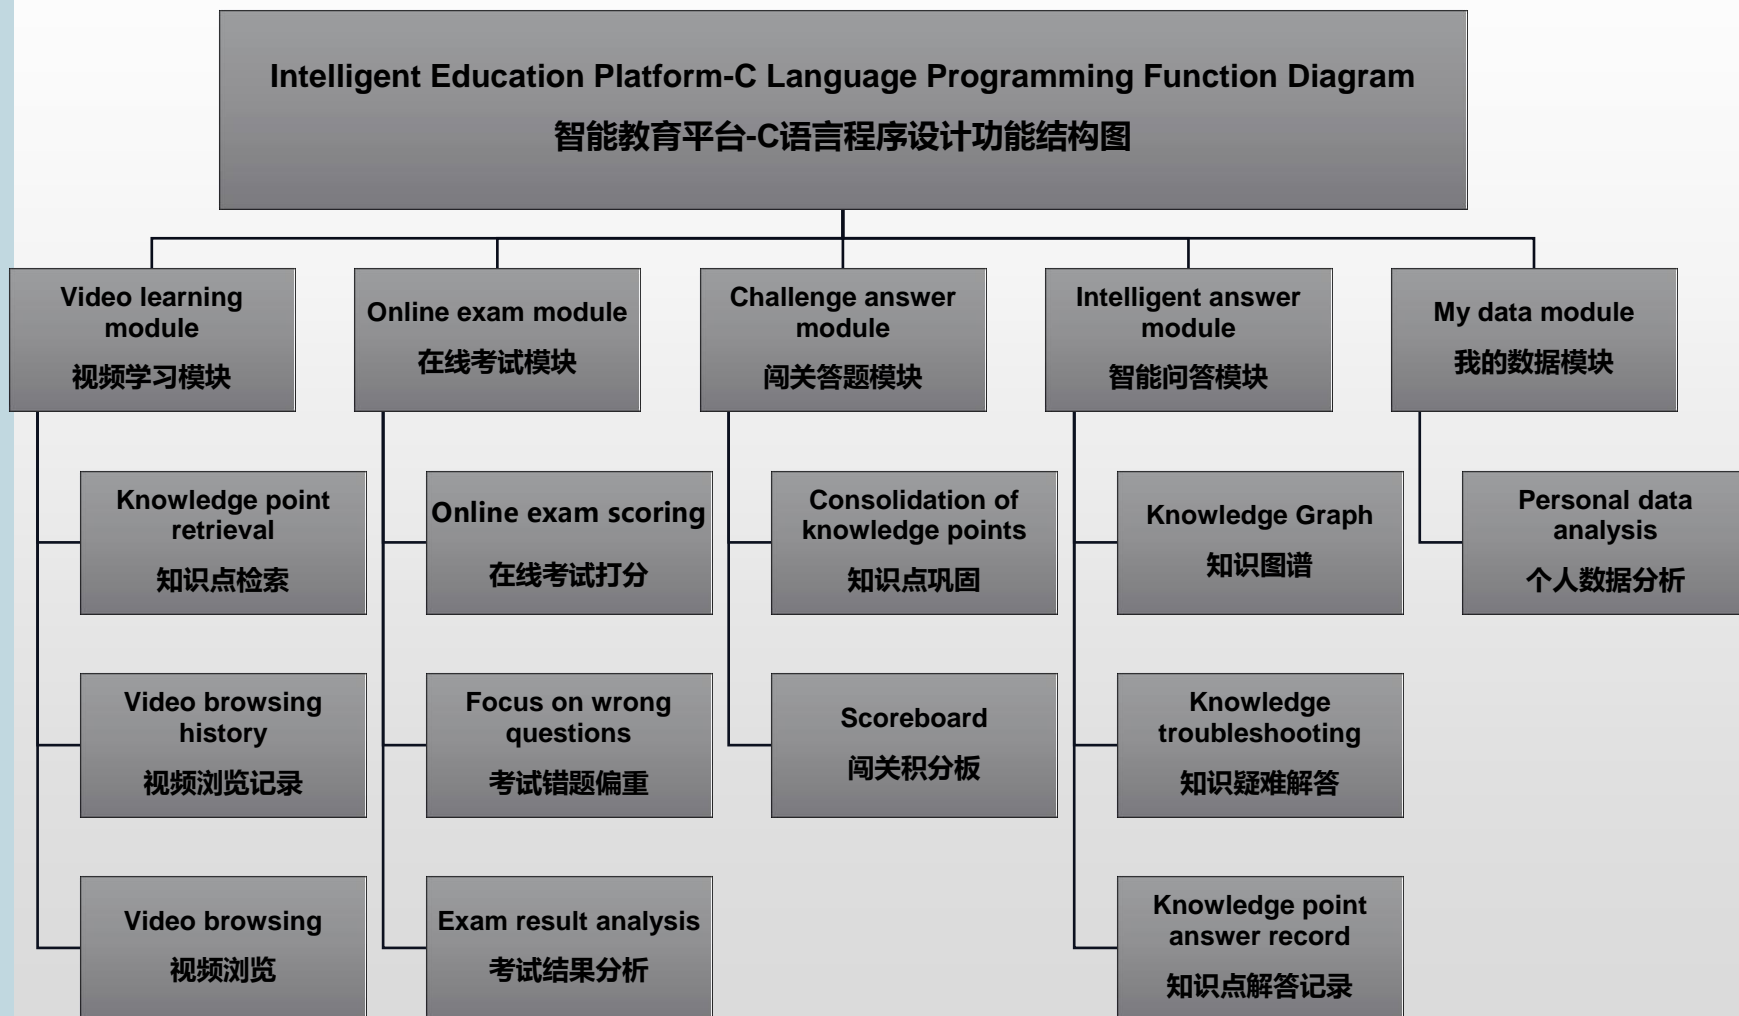 Intelligent Education Platform-C Language Programming Function Diagram
智能教育平台-C语言程序设计功能结构图
Video learning
module
视频学习模块
Online exam module
在线考试模块
Challenge answer
module
闯关答题模块
Intelligent answer
module
智能问答模块
My data module
我的数据模块
Knowledge point
retrieval
知识点检索
Online exam scoring
在线考试打分
Consolidation of
knowledge points
知识点巩固
Knowledge Graph
知识图谱
Personal data
analysis
个人数据分析
Video browsing
history
视频浏览记录
Focus on wrong
questions
考试错题偏重
Scoreboard
闯关积分板
Knowledge
troubleshooting
知识疑难解答
Video browsing
视频浏览
Exam result analysis
考试结果分析
Knowledge point
answer record
知识点解答记录